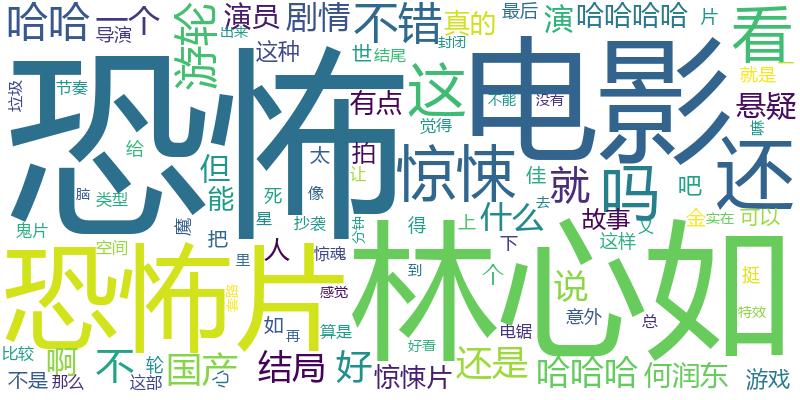 哈哈
一个
导演
游轮
演员
出来
剧情
不错
真的
最后
演
哈哈哈哈
片
看
这种
世
结尾
封闭
就是
一
垃圾
节奏
恐怖
有点
这
电影
不能
没有
悬疑
觉得
给
但
太
拍
惊悚
佳
就
吗
还
脑
类型
能
死
像
让
去
吧
鬼片
魔
星
抄袭
分钟
得
上
什么
故事
又
金
实在
可以
把
下
这样
空间
人
惊魂
恐怖片
里
到
个
说
挺
林心如
感觉
意外
总
特效
如
再
算是
电锯
比较
啊
不
轮
国产
结局
好
好看
还是
哈哈哈
何润东
游戏
不是
那么
这部
惊悚片